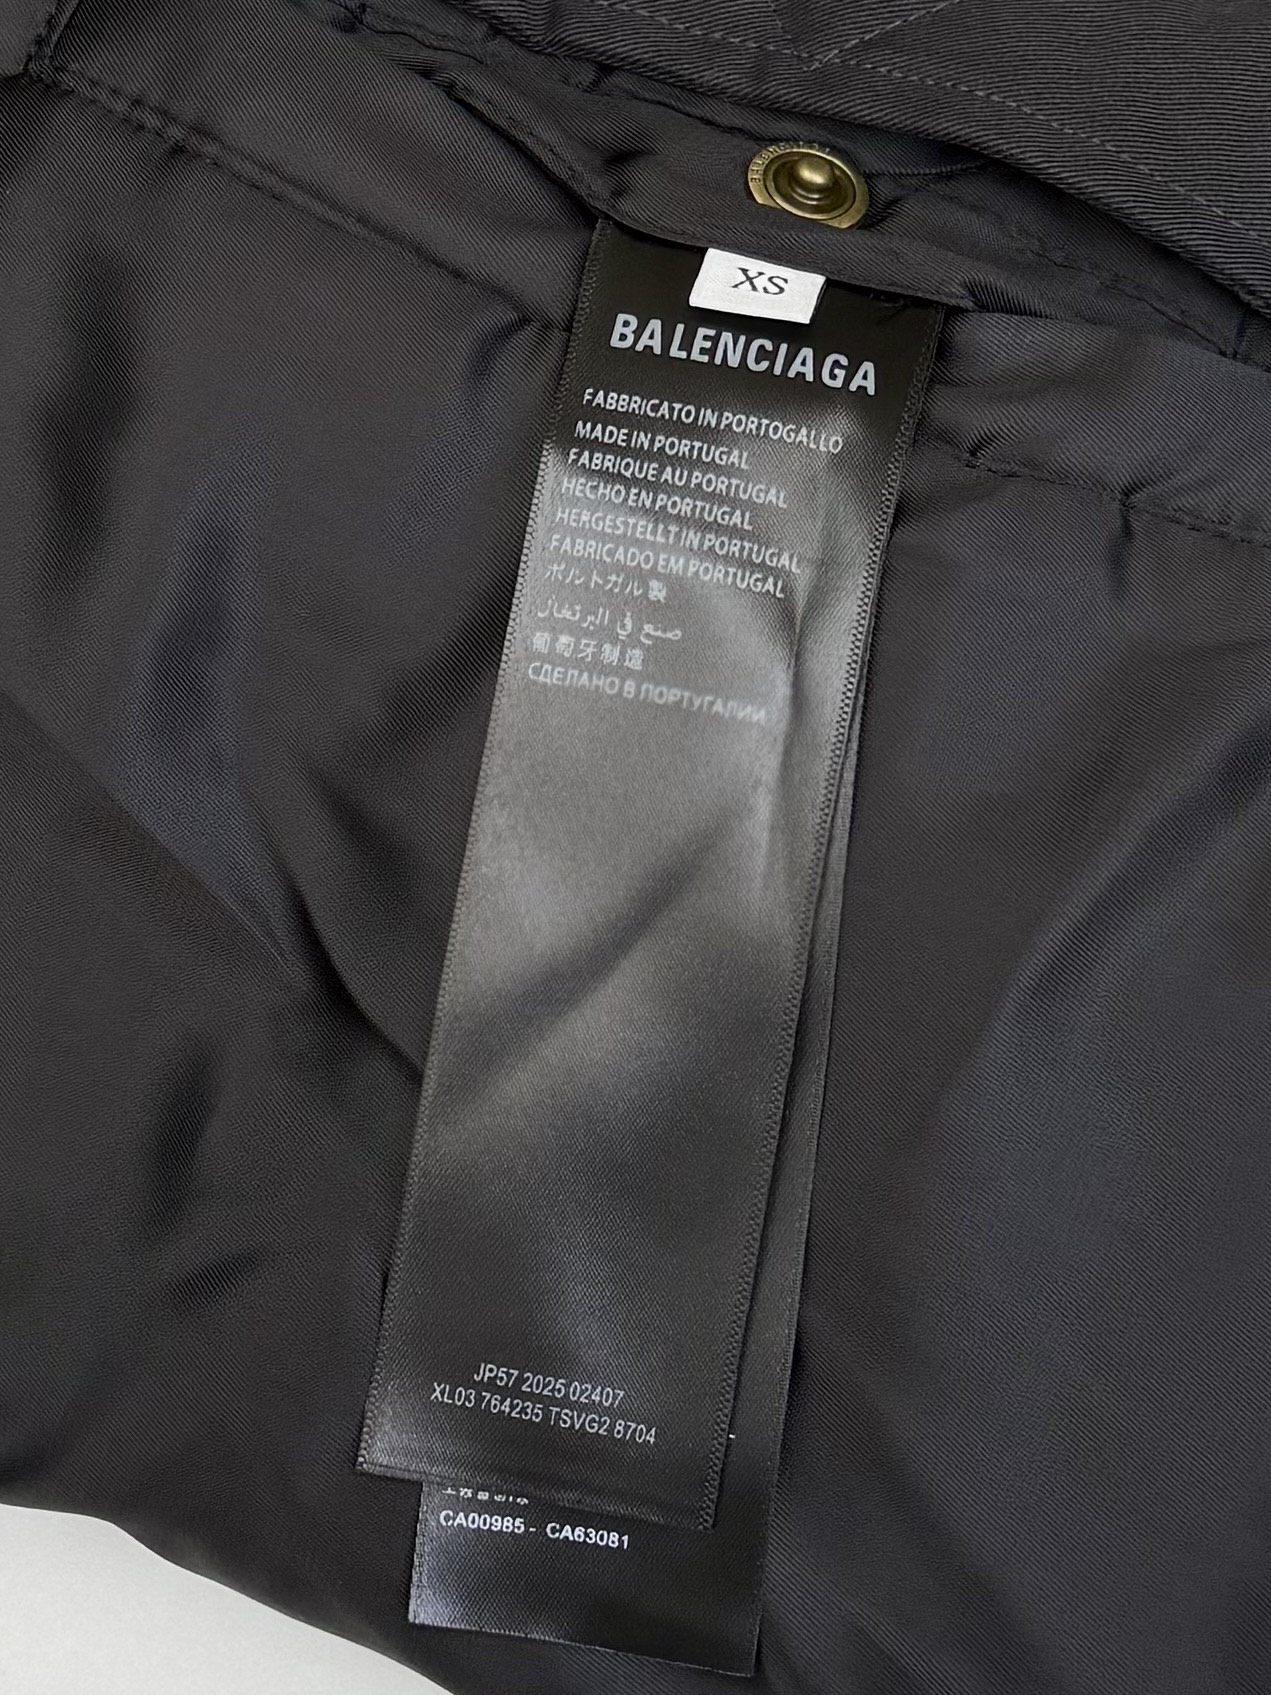 BALENCIAGA
XS
BALENCIAGA
FABBRICATO IN PORTOGALLO
MADE IN PORTUGAL
FABRIQUE AU PORTUGAL
HECHO EN PORTUGAL
HERGESTELLT IN PORTUGAL
FABRICADO EM PORTUGAL
ポルトガル製
صنع في البرتغال
葡萄牙制造
СДЕЛАНО В ПОРТУГАЛИИ
JP57 2025 02407
XL03 764235 TSVG2 8704
CA00985 - CA63081